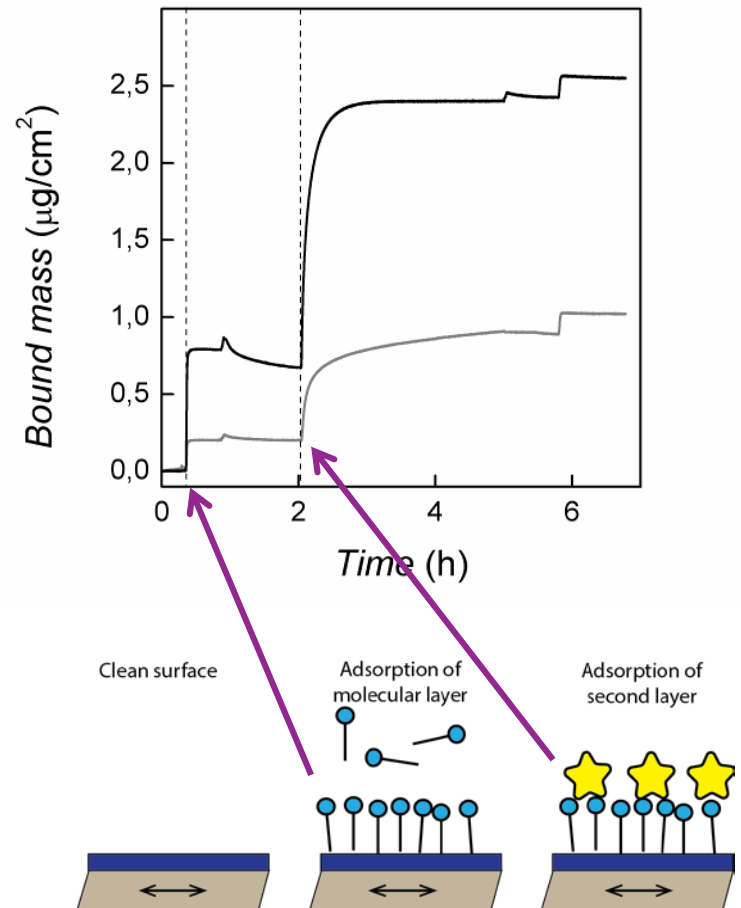 Bound mass (μg/cm²)
2,5
2,0
1,5
1,0
0,5
0,0
0
2
4
6
Time (h)
Clean surface
Adsorption of
molecular layer
Adsorption of
second layer